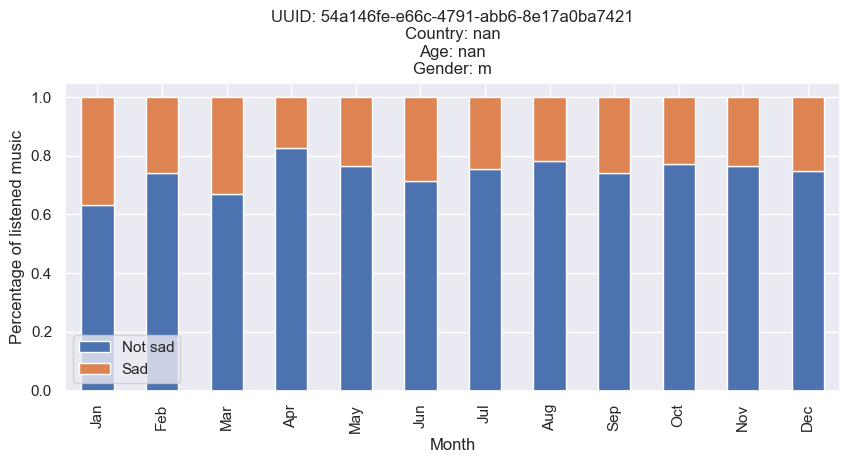 UUID: 54a146fe-e66c-4791-abb6-8e17a0ba7421
Country: nan
Age: nan
Gender: m
Percentage of listened music
1.0
0.8
0.6
0.4
0.2
0.0
Not sad
Sad
Jan
Feb
Mar
Apr
May
Jun
Jul
Aug
Sep
Oct
Nov
Dec
Month